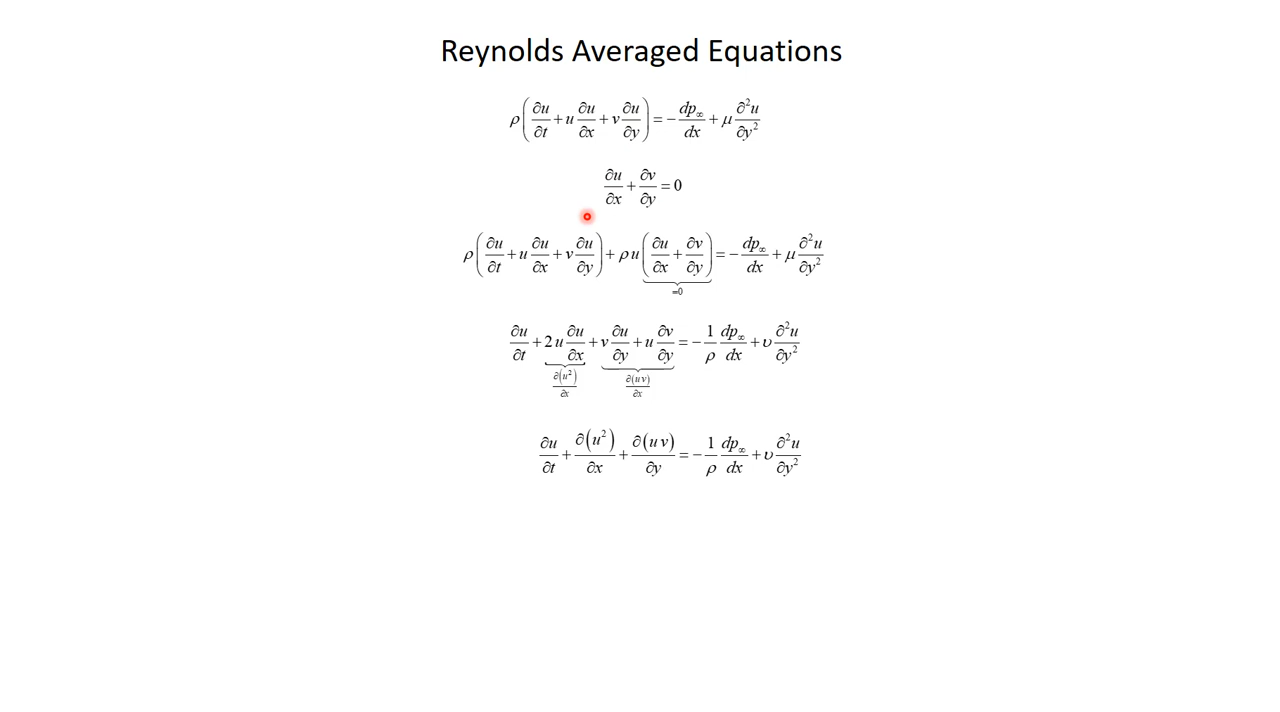 Reynolds Averaged Equations
ρ(∂u/∂t + u ∂u/∂x + v ∂u/∂y) = − dp∞/dx + μ ∂²u/∂y²
∂u/∂x + ∂v/∂y = 0
ρ(∂u/∂t + u ∂u/∂x + v ∂u/∂y) + ρu(∂u/∂x + ∂v/∂y) = − dp∞/dx + μ ∂²u/∂y²
=0
∂u/∂t + 2u ∂u/∂x + v ∂u/∂y + u ∂v/∂y = − 1/ρ dp∞/dx + υ ∂²u/∂y²
∂(u²)/∂x ∂(uv)/∂x
∂u/∂t + ∂(u²)/∂x + ∂(uv)/∂y = − 1/ρ dp∞/dx + υ ∂²u/∂y²